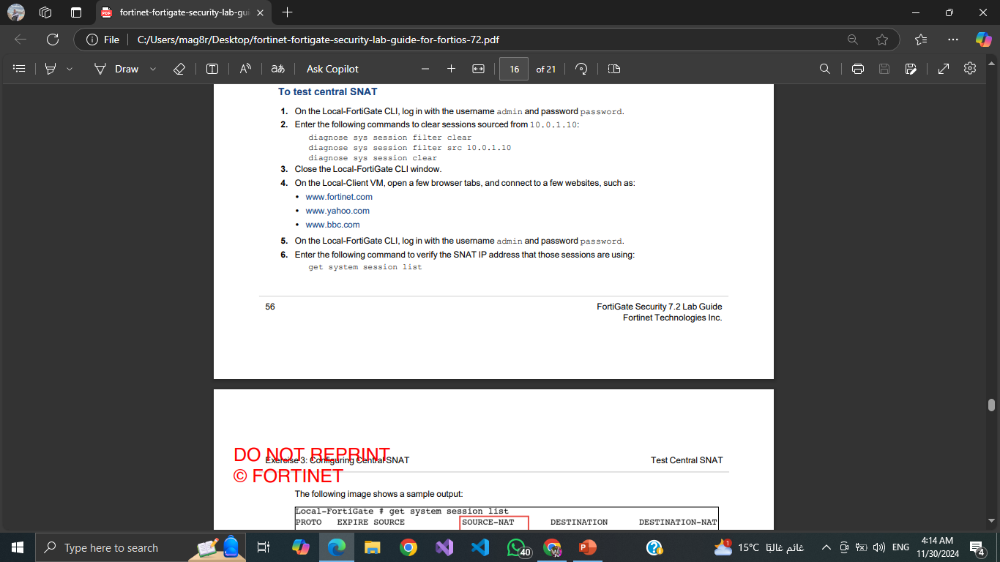 fortinet-fortigate-security-lab-gui
File
C:/Users/mag8r/Desktop/fortinet-fortigate-security-lab-guide-for-fortios-72.pdf
Draw
Ask Copilot
16 of 21
To test central SNAT
1. On the Local-FortiGate CLI, log in with the username admin and password password.
2. Enter the following commands to clear sessions sourced from 10.0.1.10:
diagnose sys session filter clear
diagnose sys session filter src 10.0.1.10
diagnose sys session clear
3. Close the Local-FortiGate CLI window.
4. On the Local-Client VM, open a few browser tabs, and connect to a few websites, such as:
• www.fortinet.com
• www.yahoo.com
• www.bbc.com
5. On the Local-FortiGate CLI, log in with the username admin and password password.
6. Enter the following command to verify the SNAT IP address that those sessions are using:
get system session list
56
FortiGate Security 7.2 Lab Guide
Fortinet Technologies Inc.
DO NOT REPRINT
© FORTINET
Exercise 3: Configuring Central SNAT
Test Central SNAT
The following image shows a sample output:
Local-FortiGate # get system session list
PROTO EXPIRE SOURCE SOURCE-NAT DESTINATION DESTINATION-NAT
Type here to search
40
15°C غائم غالبًا
ENG
4:14 AM
11/30/2024
4